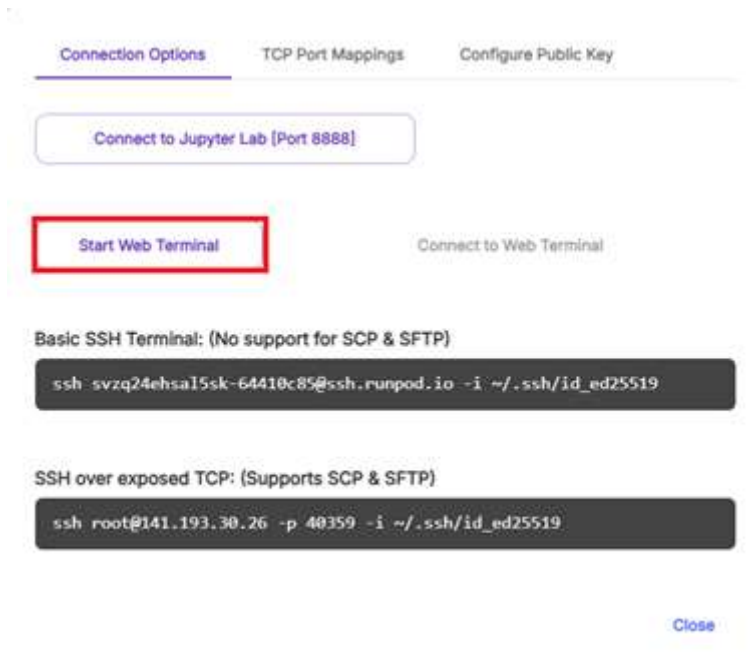 Connection Options TCP Port Mappings Configure Public Key
Connect to Jupyter Lab [Port 8888]
Start Web Terminal Connect to Web Terminal
Basic SSH Terminal: (No support for SCP & SFTP)
ssh svzq24ehsal5sk-64410c85@ssh.runpod.io -i ~/.ssh/id_ed25519
SSH over exposed TCP: (Supports SCP & SFTP)
ssh root@141.193.30.26 -p 40359 -i ~/.ssh/id_ed25519
Close